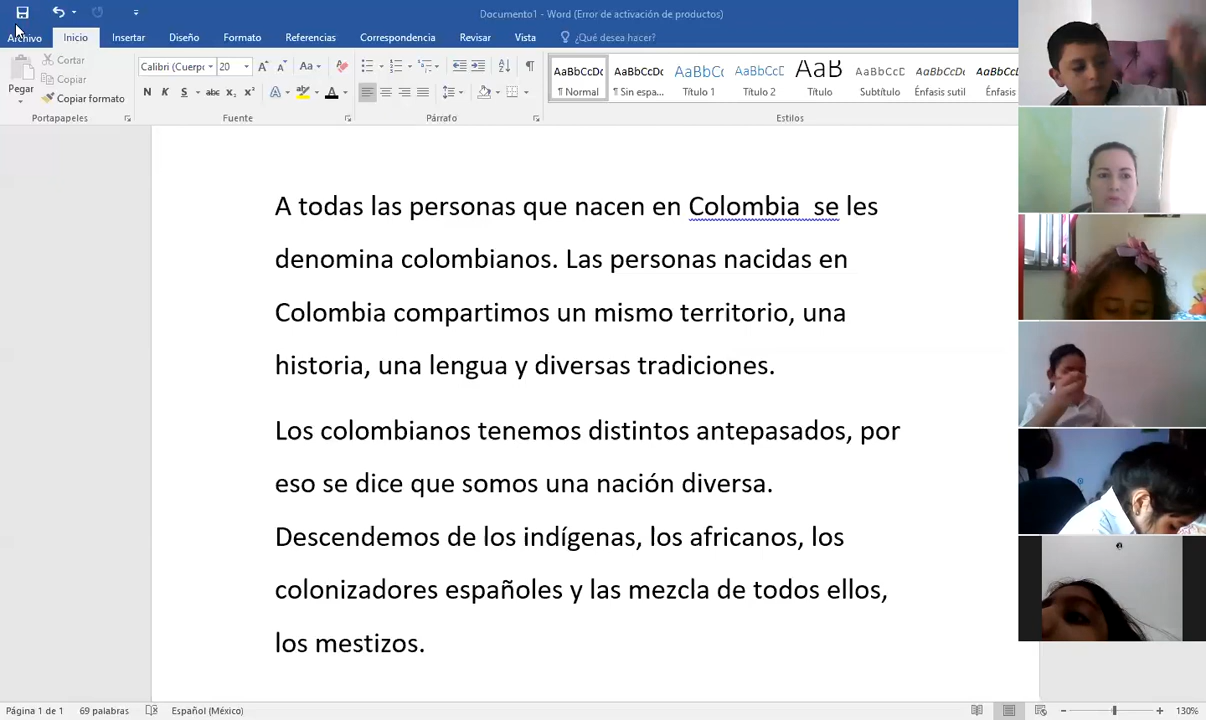 Documento1 - Word (Error de activación de productos)
Archivo Inicio Insertar Diseño Formato Referencias Correspondencia Revisar Vista ¿Qué desea hacer?
Pegar Cortar Copiar Copiar formato
Calibri (Cuerpo 20 Aa
N K S abc x₂ x² A A
AaBbCcDc AaBbCcDc AaBbCc AaBbCcD AaB AaBbCcD AaBbCcDc AaBbCcDc
¶ Normal ¶ Sin espa... Título 1 Título 2 Título Subtítulo Énfasis sutil Énfasis
Portapapeles Fuente Párrafo Estilos
A todas las personas que nacen en Colombia  se les
denomina colombianos. Las personas nacidas en
Colombia compartimos un mismo territorio, una
historia, una lengua y diversas tradiciones.
Los colombianos tenemos distintos antepasados, por
eso se dice que somos una nación diversa.
Descendemos de los indígenas, los africanos, los
colonizadores españoles y las mezcla de todos ellos,
los mestizos.
Página 1 de 1 69 palabras Español (México) 130%